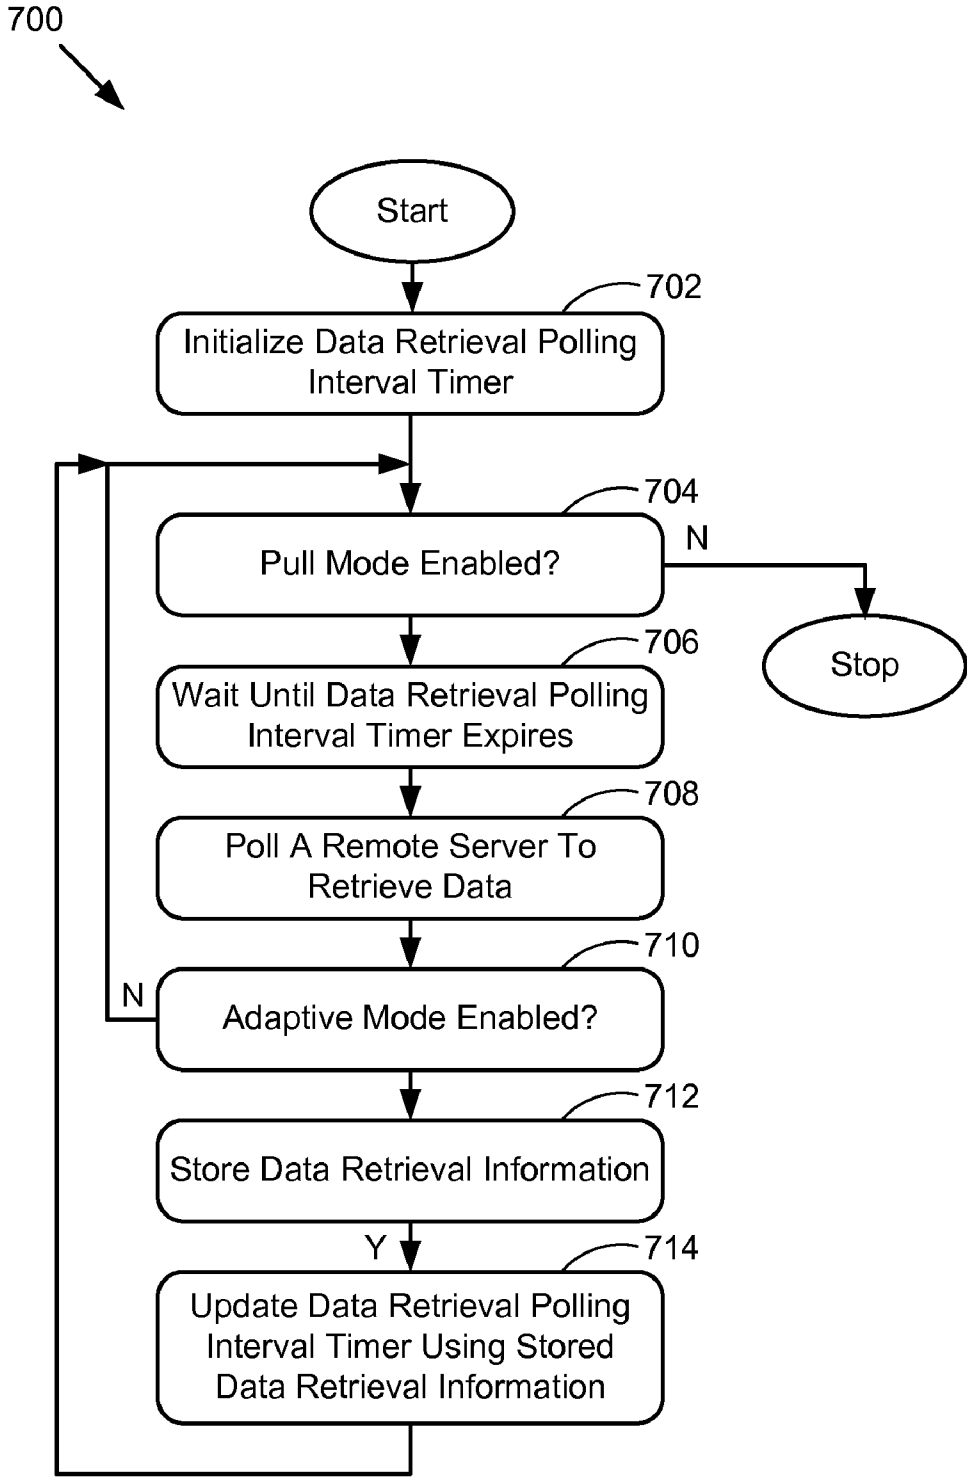 700
Start
702
Initialize Data Retrieval Polling
Interval Timer
704
Pull Mode Enabled?
N
Stop
706
Wait Until Data Retrieval Polling
Interval Timer Expires
708
Poll A Remote Server To
Retrieve Data
710
Adaptive Mode Enabled?
N
712
Store Data Retrieval Information
Y
714
Update Data Retrieval Polling
Interval Timer Using Stored
Data Retrieval Information